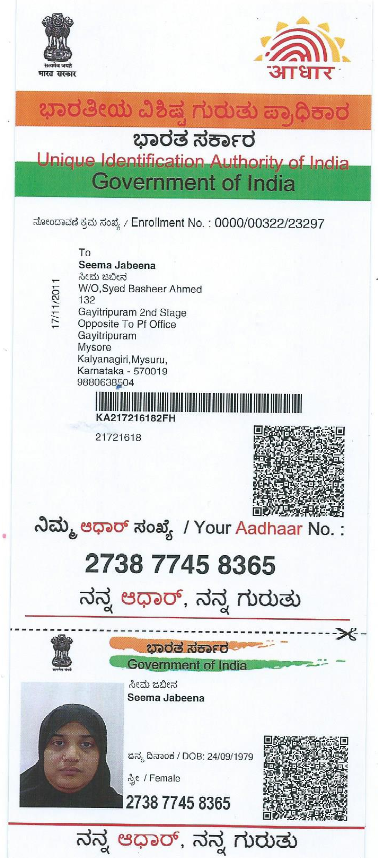 सत्यमेव जयते
भारत सरकार
आधार
ಭಾರತೀಯ ವಿಶಿಷ್ಟ ಗುರುತು ಪ್ರಾಧಿಕಾರ
ಭಾರತ ಸರ್ಕಾರ
Unique Identification Authority of India
Government of India
ನೋಂದಾವಣೆ ಕ್ರಮ ಸಂಖ್ಯೆ / Enrollment No. : 0000/00322/23297
17/11/2011
To
Seema Jabeena
ಸೀಮ ಜಬೀನ
W/O,Syed Basheer Ahmed
132
Gayitripuram 2nd Stage
Opposite To Pf Office
Gayitripuram
Mysore
Kalyanagiri,Mysuru,
Karnataka - 570019
9880638504
KA217216182FH
21721618
ನಿಮ್ಮ ಆಧಾರ್ ಸಂಖ್ಯೆ / Your Aadhaar No. :
2738 7745 8365
ನನ್ನ ಆಧಾರ್, ನನ್ನ ಗುರುತು
ಭಾರತ ಸರ್ಕಾರ
Government of India
ಸೀಮ ಜಬೀನ
Seema Jabeena
ಜನ್ಮ ದಿನಾಂಕ / DOB: 24/09/1979
ಸ್ತ್ರೀ / Female
2738 7745 8365
ನನ್ನ ಆಧಾರ್, ನನ್ನ ಗುರುತು